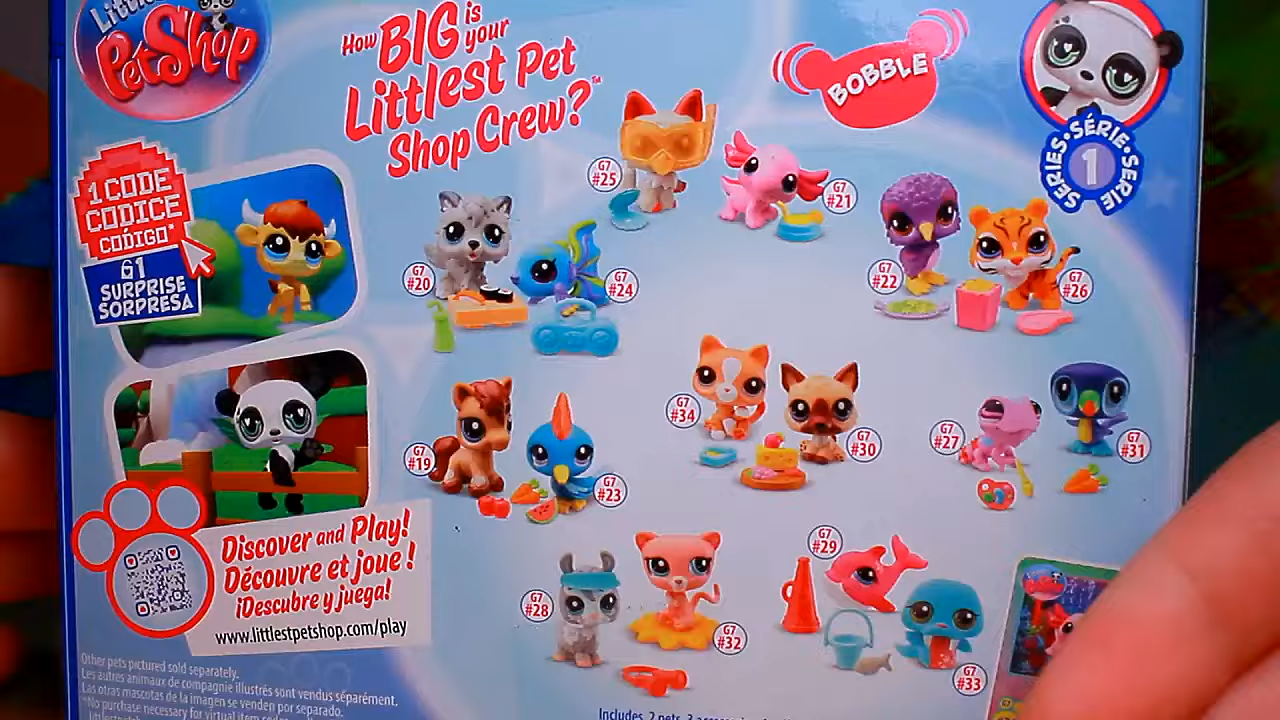 Little
PetShop
How BIG is your
Littlest Pet
Shop Crew?™
BOBBLE
SERIES • SÉRIE • SERIE
1
1 CODE
CODICE
CÓDIGO*
G1
SURPRISE
SORPRESA
G7 #25
G7 #21
G7 #20
G7 #24
G7 #22
G7 #26
G7 #34
G7 #30
G7 #27
G7 #31
G7 #19
G7 #23
G7 #28
G7 #32
G7 #29
G7 #33
Discover and Play!
Découvre et joue !
¡Descubre y juega!
www.littlestpetshop.com/play
Other pets pictured sold separately.
Les autres animaux de compagnie illustrés sont vendus séparément.
Las otras mascotas de la imagen se venden por separado.
*No purchase necessary for virtual item
Includes 2 pets, 3